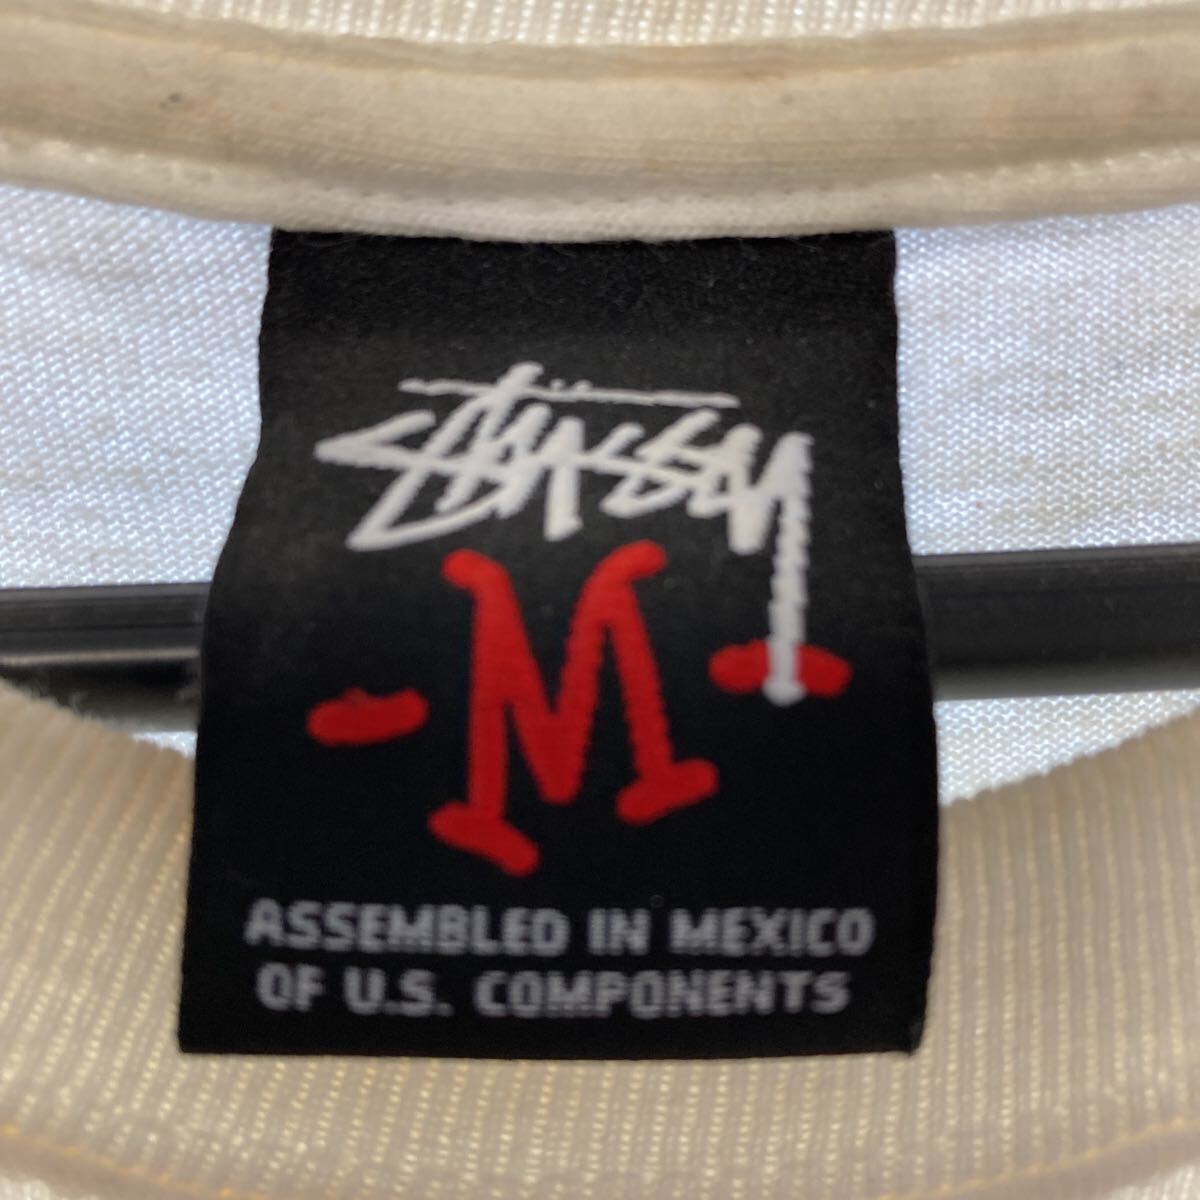 Stüssy
- M -
ASSEMBLED IN MEXICO
OF U.S. COMPONENTS